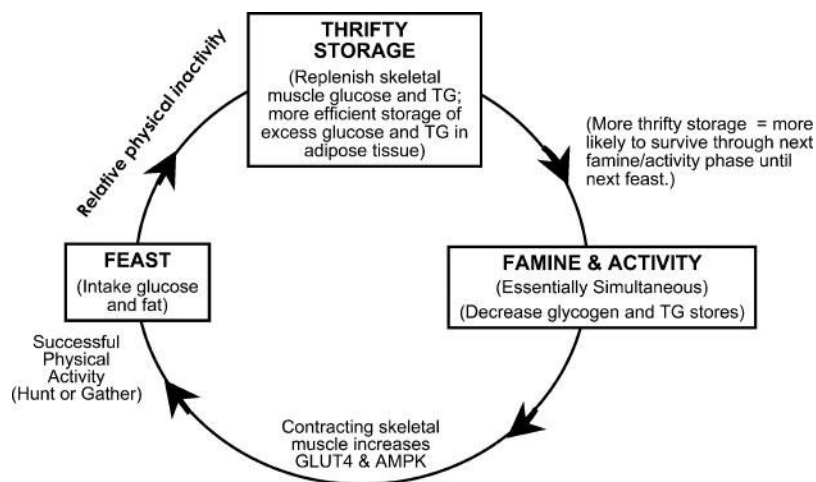 THRIFTY
STORAGE
(Replenish skeletal
muscle glucose and TG;
more efficient storage of
excess glucose and TG in
adipose tissue)
Relative physical inactivity
(More thrifty storage = more
likely to survive through next
famine/activity phase until
next feast.)
FEAST
(Intake glucose
and fat)
FAMINE & ACTIVITY
(Essentially Simultaneous)
(Decrease glycogen and TG stores)
Successful
Physical
Activity
(Hunt or Gather)
Contracting skeletal
muscle increases
GLUT4 & AMPK